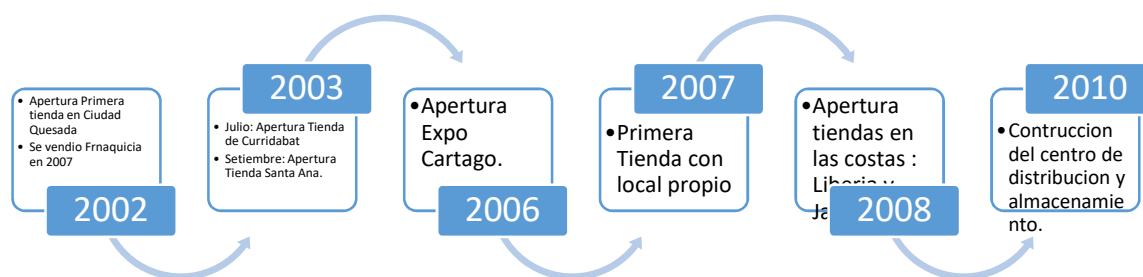 • Apertura Primera
tienda en Ciudad
Quesada
• Se vendio Frnaquicia
en 2007
2002
2003
• Julio: Apertura Tienda
de Curridabat
• Setiembre: Apertura
Tienda Santa Ana.
•Apertura
Expo
Cartago.
2006
2007
•Primera
Tienda con
local propio
•Apertura
tiendas en
las costas :
Liberia y
2008
2010
•Contruccion
del centro de
distribucion y
almacenamie
nto.